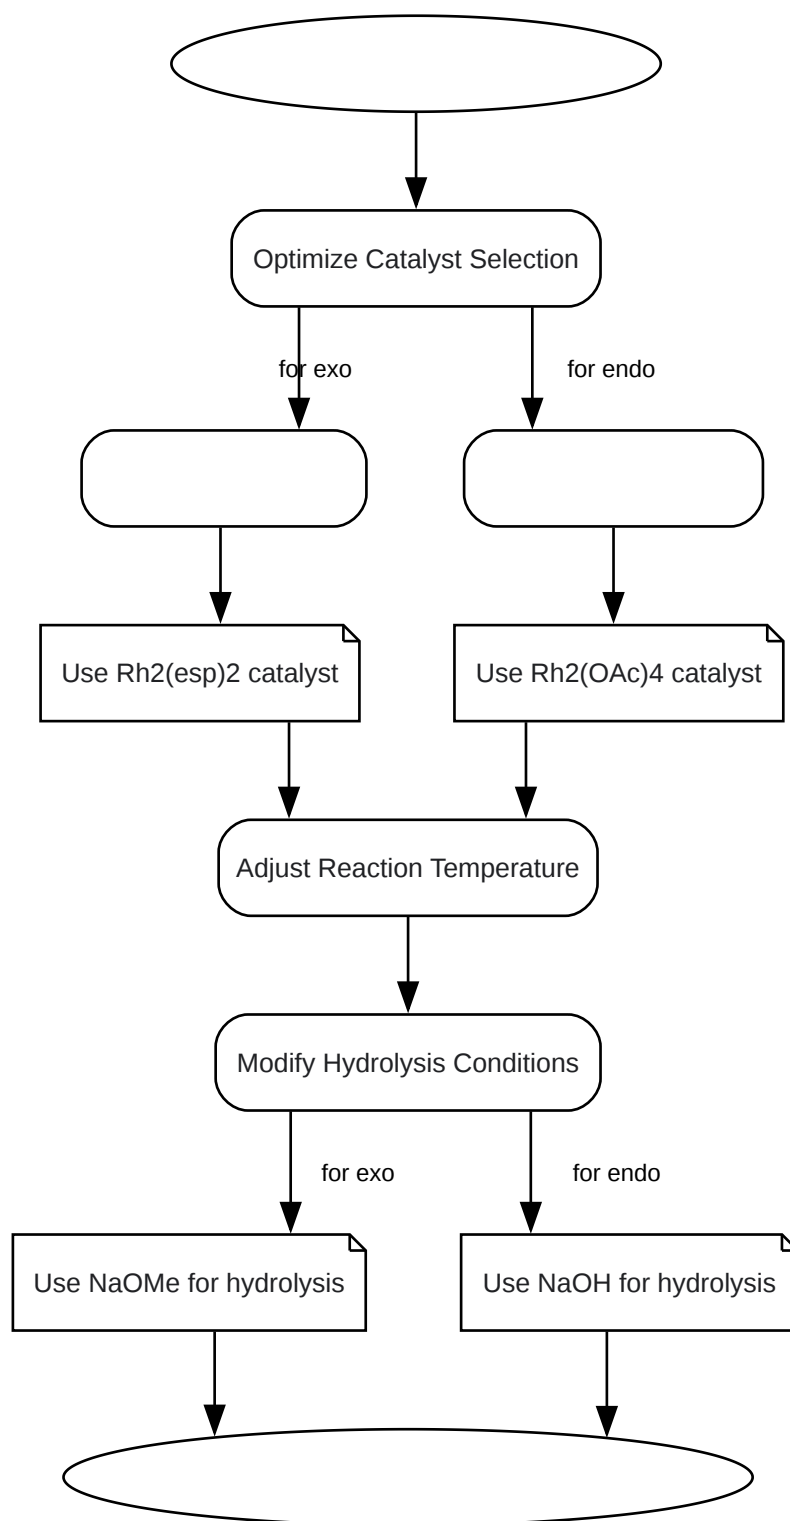 Optimize Catalyst Selection
for exo
for endo
Use Rh2(esp)2 catalyst
Use Rh2(OAc)4 catalyst
Adjust Reaction Temperature
Modify Hydrolysis Conditions
for exo
for endo
Use NaOMe for hydrolysis
Use NaOH for hydrolysis